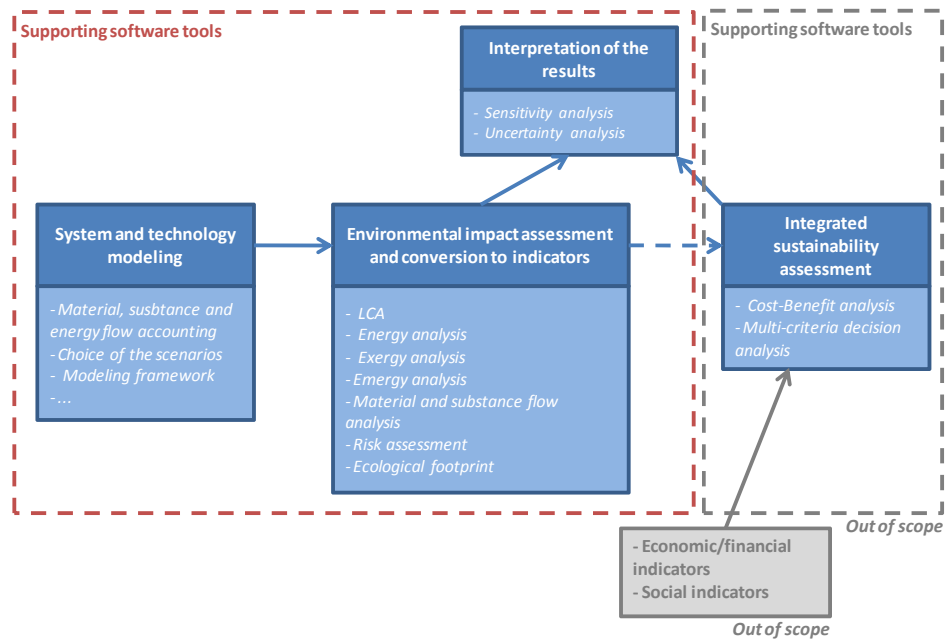 Supporting software tools
Supporting software tools
Interpretation of the
results
- Sensitivity analysis
- Uncertainty analysis
System and technology
modeling
- Material, susbtance and
energy flow accounting
- Choice of the scenarios
- Modeling framework
- ...
Environmental impact assessment
and conversion to indicators
- LCA
- Energy analysis
- Exergy analysis
- Emergy analysis
- Material and substance flow
analysis
- Risk assessment
- Ecological footprint
Integrated
sustainability
assessment
- Cost-Benefit analysis
- Multi-criteria decision
analysis
Out of scope
- Economic/financial
indicators
- Social indicators
Out of scope